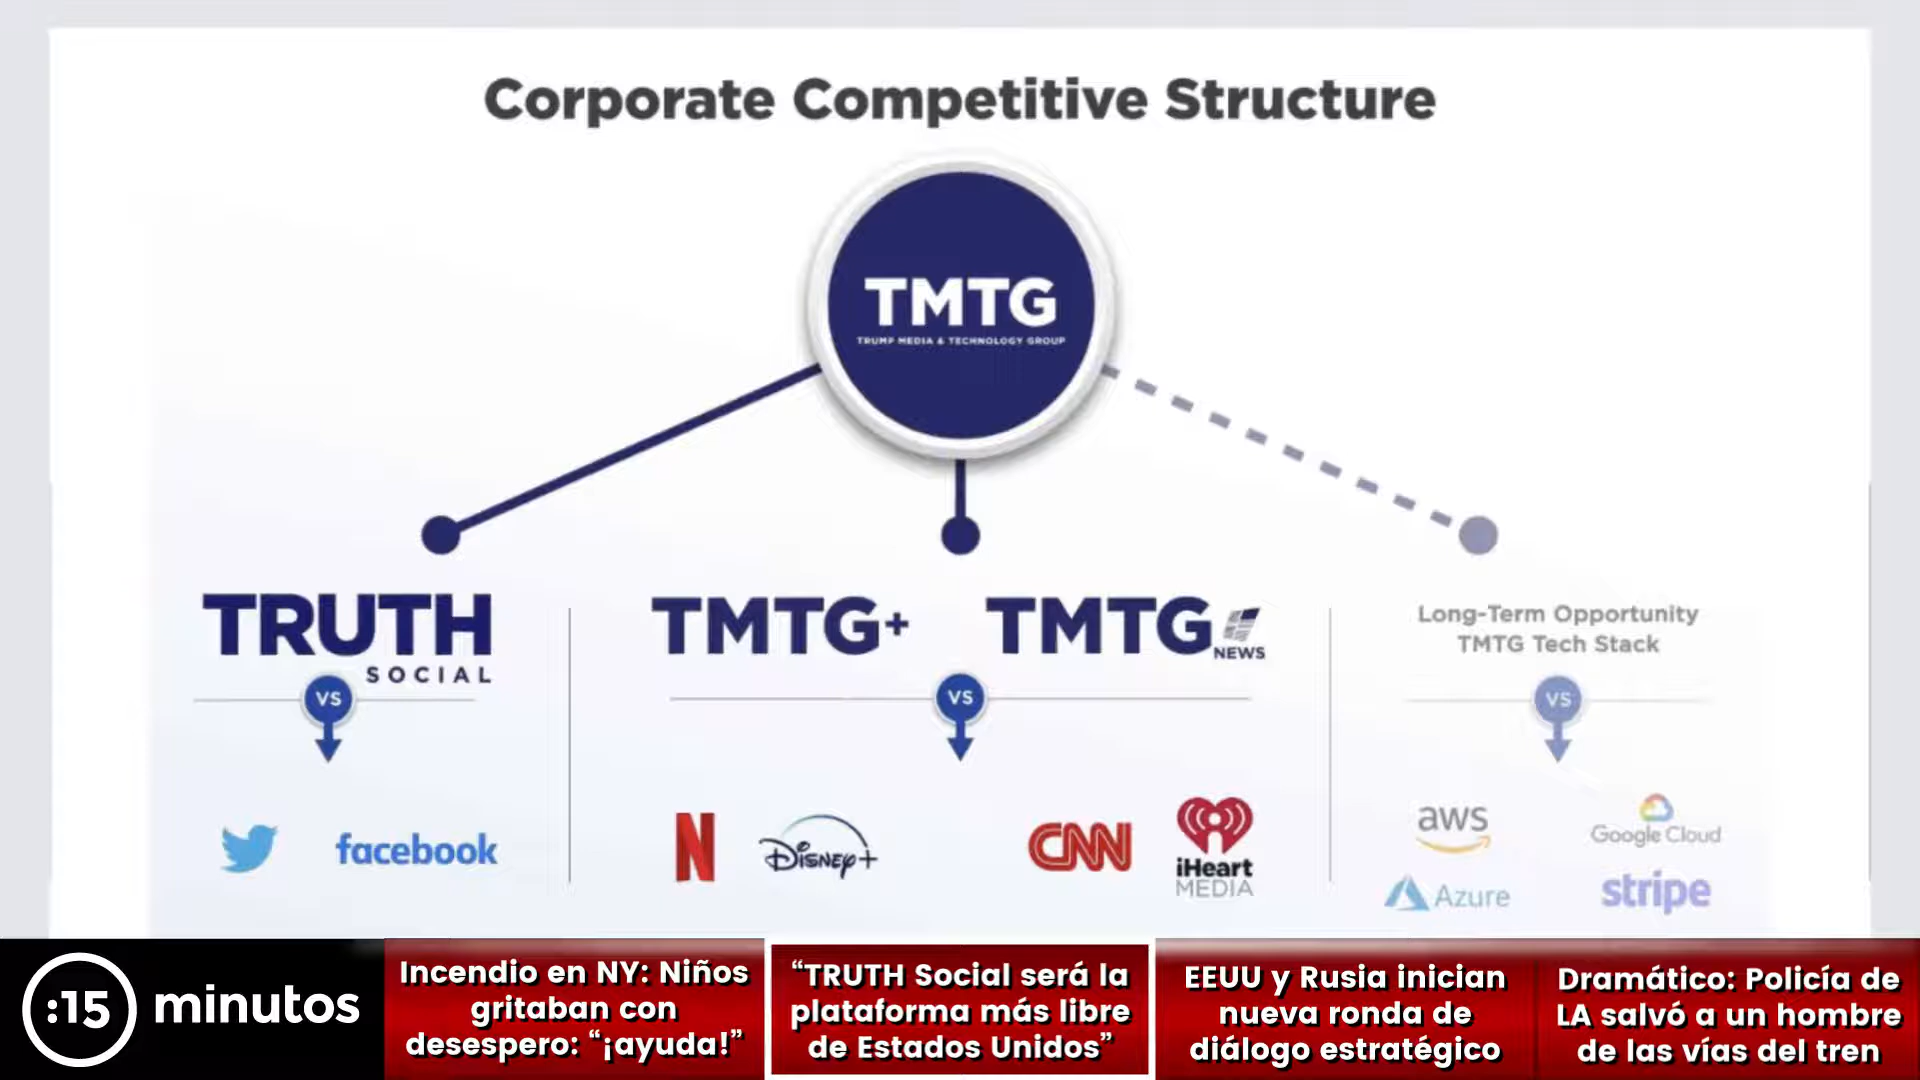 Corporate Competitive Structure
TMTG
TRUMP MEDIA & TECHNOLOGY GROUP
TRUTH
SOCIAL
VS
facebook
TMTG+
TMTG
NEWS
VS
N
Disney+
CNN
iHeart
MEDIA
Long-Term Opportunity
TMTG Tech Stack
VS
aws
Google Cloud
Azure
stripe
:15 minutos
Incendio en NY: Niños
gritaban con
desespero: “¡ayuda!”
“TRUTH Social será la
plataforma más libre
de Estados Unidos”
EEUU y Rusia inician
nueva ronda de
diálogo estratégico
Dramático: Policía de
LA salvó a un hombre
de las vías del tren